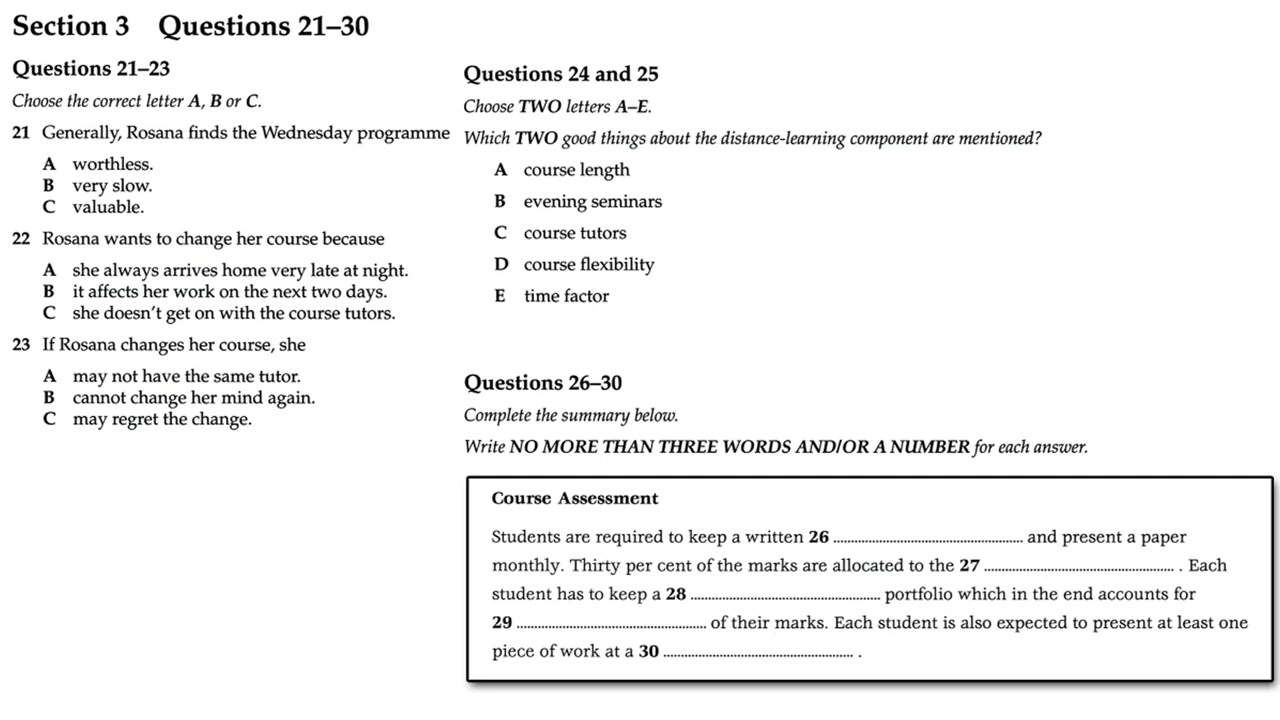 Section 3 Questions 21–30
Questions 21–23
Choose the correct letter A, B or C.
21 Generally, Rosana finds the Wednesday programme
A worthless.
B very slow.
C valuable.
22 Rosana wants to change her course because
A she always arrives home very late at night.
B it affects her work on the next two days.
C she doesn't get on with the course tutors.
23 If Rosana changes her course, she
A may not have the same tutor.
B cannot change her mind again.
C may regret the change.
Questions 24 and 25
Choose TWO letters A–E.
Which TWO good things about the distance-learning component are mentioned?
A course length
B evening seminars
C course tutors
D course flexibility
E time factor
Questions 26–30
Complete the summary below.
Write NO MORE THAN THREE WORDS AND/OR A NUMBER for each answer.
Course Assessment
Students are required to keep a written 26 ........................................ and present a paper
monthly. Thirty per cent of the marks are allocated to the 27 ........................................ . Each
student has to keep a 28 ........................................ portfolio which in the end accounts for
29 ........................................ of their marks. Each student is also expected to present at least one
piece of work at a 30 ........................................ .